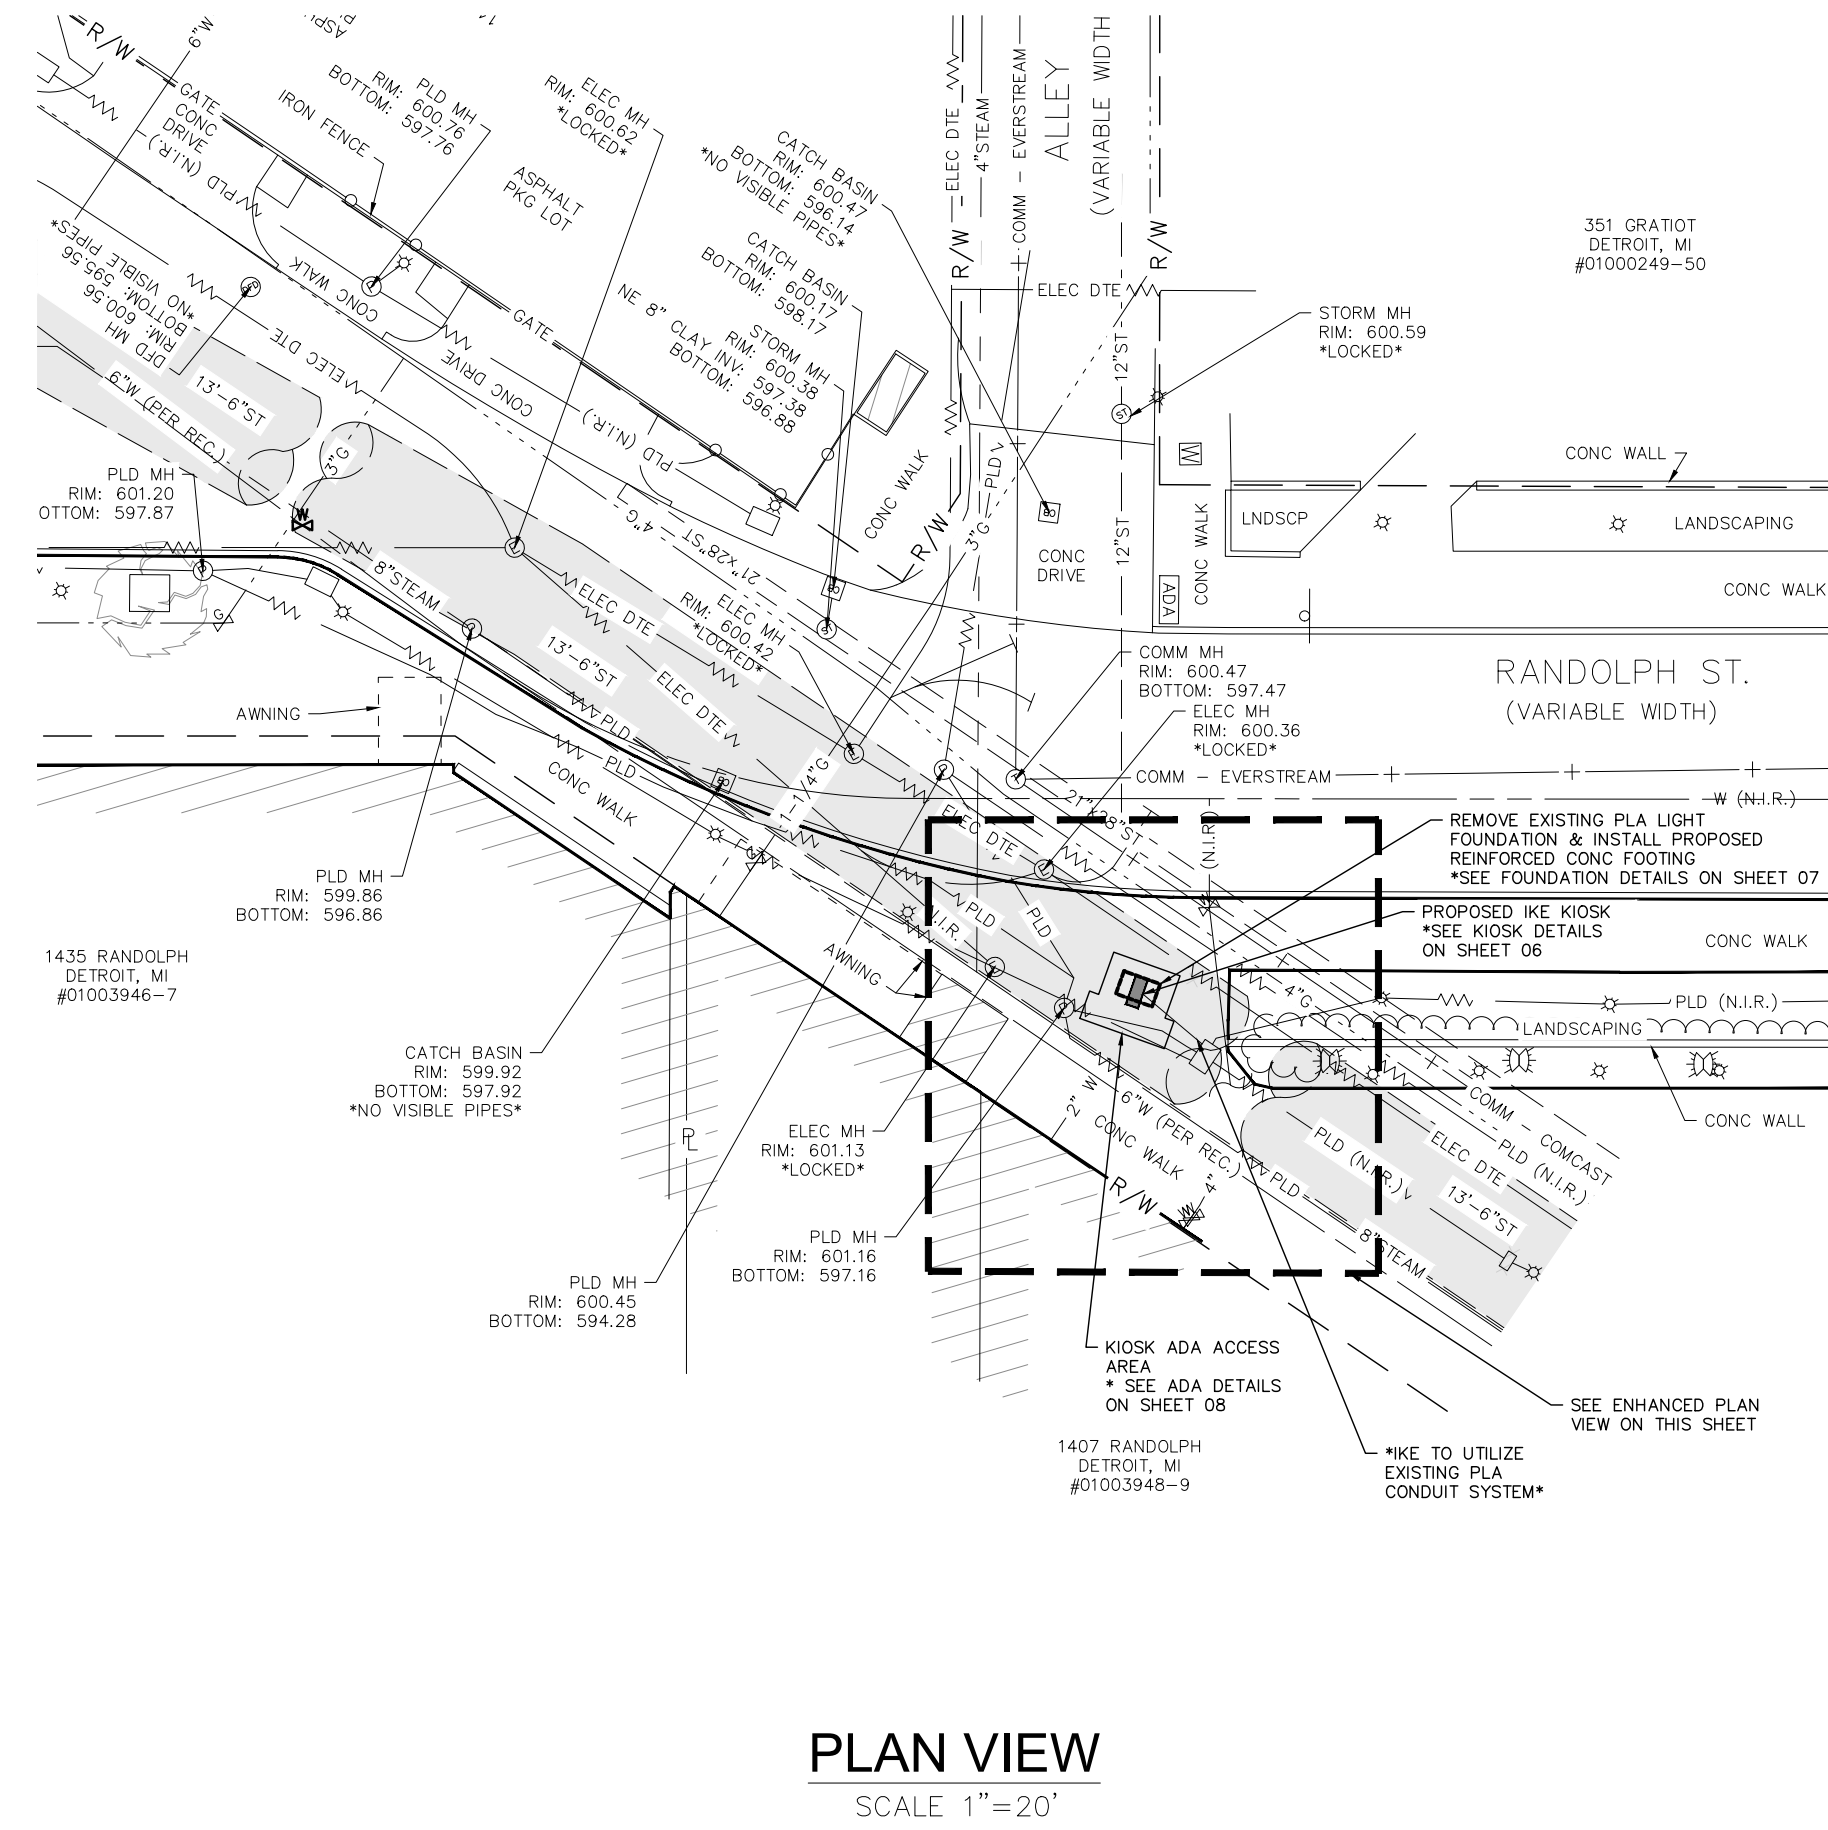 R/W
6"W
GATE
CONC
DRIVE
(N.I.R.)
PLD
IRON FENCE
PLD MH
RIM: 600.76
BOTTOM: 597.76
ELEC MH
RIM: 600.62
*LOCKED*
ASPHALT
PKG LOT
CATCH BASIN
RIM: 600.47
BOTTOM: 596.14
*NO VISIBLE PIPES*
CATCH BASIN
RIM: 600.17
BOTTOM: 598.17
STORM MH
RIM: 600.38
NE 8" CLAY INV: 597.38
BOTTOM: 596.88
ELEC DTE
4"STEAM
COMM - EVERSTREAM
ALLEY
(VARIABLE WIDTH
R/W
R/W
ELEC DTE
351 GRATIOT
DETROIT, MI
#01000249-50
STORM MH
RIM: 600.59
*LOCKED*
12"ST
ST
DFD MH
RIM: 600.56
BOTTOM: 595.56
*NO VISIBLE PIPES*
CONC WALK
ELEC DTE
CONC DRIVE
GATE
(N.I.R.)
PLD
13'-6"ST
6"W (PER REC.)
3"G
W
PLD MH
RIM: 601.20
OTTOM: 597.87
8"STEAM
G
4"G
21"x28"ST
CONC WALK
R/W
PLD
3"G
CONC
DRIVE
12"ST
W
CONC WALK
ADA
LNDSCP
CONC WALL
LANDSCAPING
CONC WALK
ELEC DTE
13'-6"ST
ELEC DTE
ELEC MH
RIM: 600.42
*LOCKED*
COMM MH
RIM: 600.47
BOTTOM: 597.47
ELEC MH
RIM: 600.36
*LOCKED*
RANDOLPH ST.
(VARIABLE WIDTH)
AWNING
PLD
PLD
CONC WALK
1-1/4"G
G
COMM - EVERSTREAM
W (N.I.R.)
21"x28"ST
ELEC DTE
(N.I.R.)
PLD
N.I.R.
PLD
REMOVE EXISTING PLA LIGHT
FOUNDATION & INSTALL PROPOSED
REINFORCED CONC FOOTING
*SEE FOUNDATION DETAILS ON SHEET 07
PROPOSED IKE KIOSK
*SEE KIOSK DETAILS
ON SHEET 06
CONC WALK
PLD MH
RIM: 599.86
BOTTOM: 596.86
1435 RANDOLPH
DETROIT, MI
#01003946-7
AWNING
4"G
PLD (N.I.R.)
LANDSCAPING
CATCH BASIN
RIM: 599.92
BOTTOM: 597.92
*NO VISIBLE PIPES*
PL
ELEC MH
RIM: 601.13
*LOCKED*
2" W
6"W (PER REC.)
CONC WALK
PLD
R/W
W
4"
COMM - COMCAST
PLD (N.I.R.)
ELEC DTE
PLD (N.I.R.)
13'-6"ST
8"STEAM
CONC WALL
PLD MH
RIM: 601.16
BOTTOM: 597.16
PLD MH
RIM: 600.45
BOTTOM: 594.28
KIOSK ADA ACCESS
AREA
* SEE ADA DETAILS
ON SHEET 08
1407 RANDOLPH
DETROIT, MI
#01003948-9
*IKE TO UTILIZE
EXISTING PLA
CONDUIT SYSTEM*
SEE ENHANCED PLAN
VIEW ON THIS SHEET
PLAN VIEW
SCALE 1"=20'